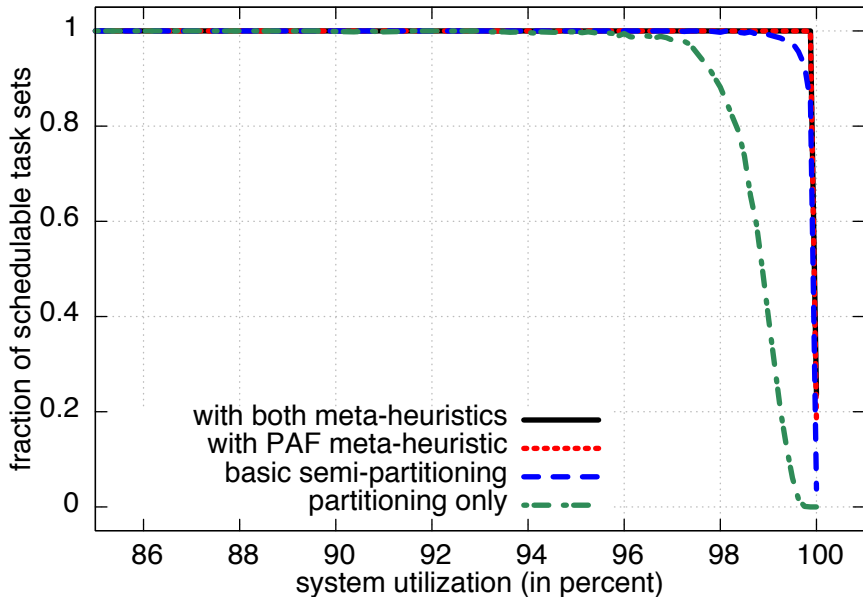 1
0.8
0.6
0.4
0.2
0
fraction of schedulable task sets
with both meta-heuristics
with PAF meta-heuristic
basic semi-partitioning
partitioning only
86 88 90 92 94 96 98 100
system utilization (in percent)